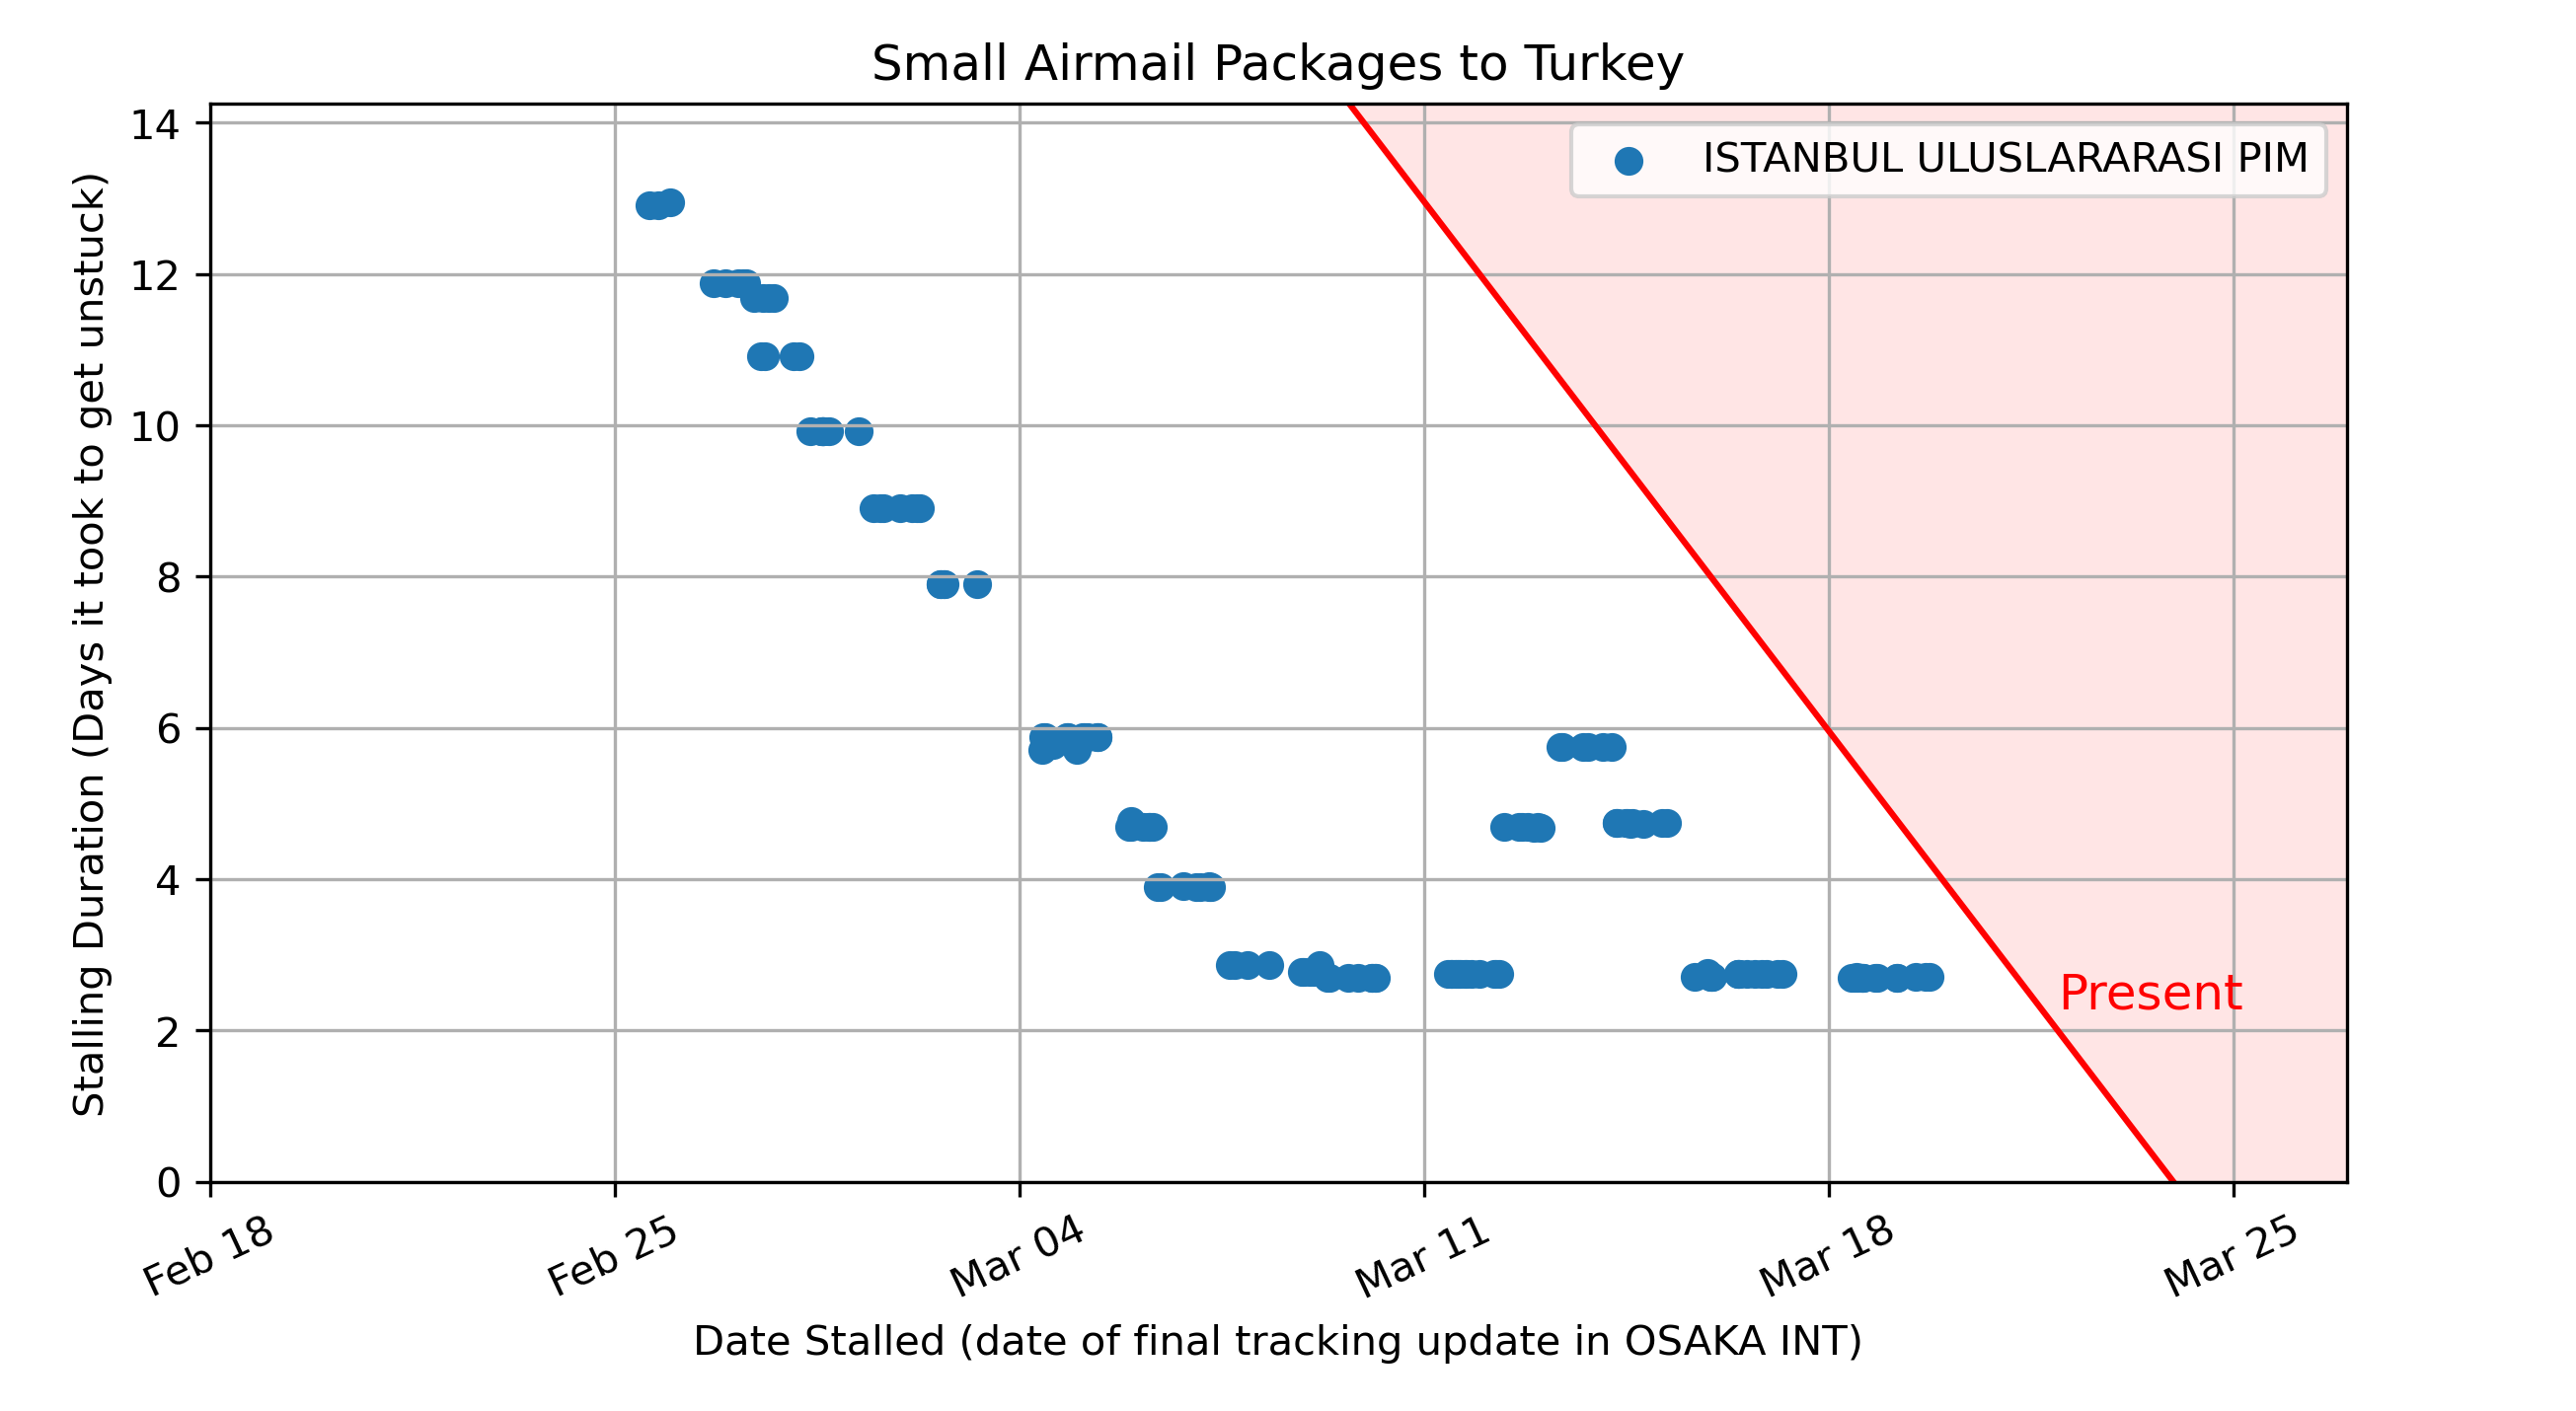 Small Airmail Packages to Turkey
Stalling Duration (Days it took to get unstuck)
14
12
10
8
6
4
2
0
ISTANBUL ULUSLARARASI PIM
Present
Feb 18
Feb 25
Mar 04
Mar 11
Mar 18
Mar 25
Date Stalled (date of final tracking update in OSAKA INT)